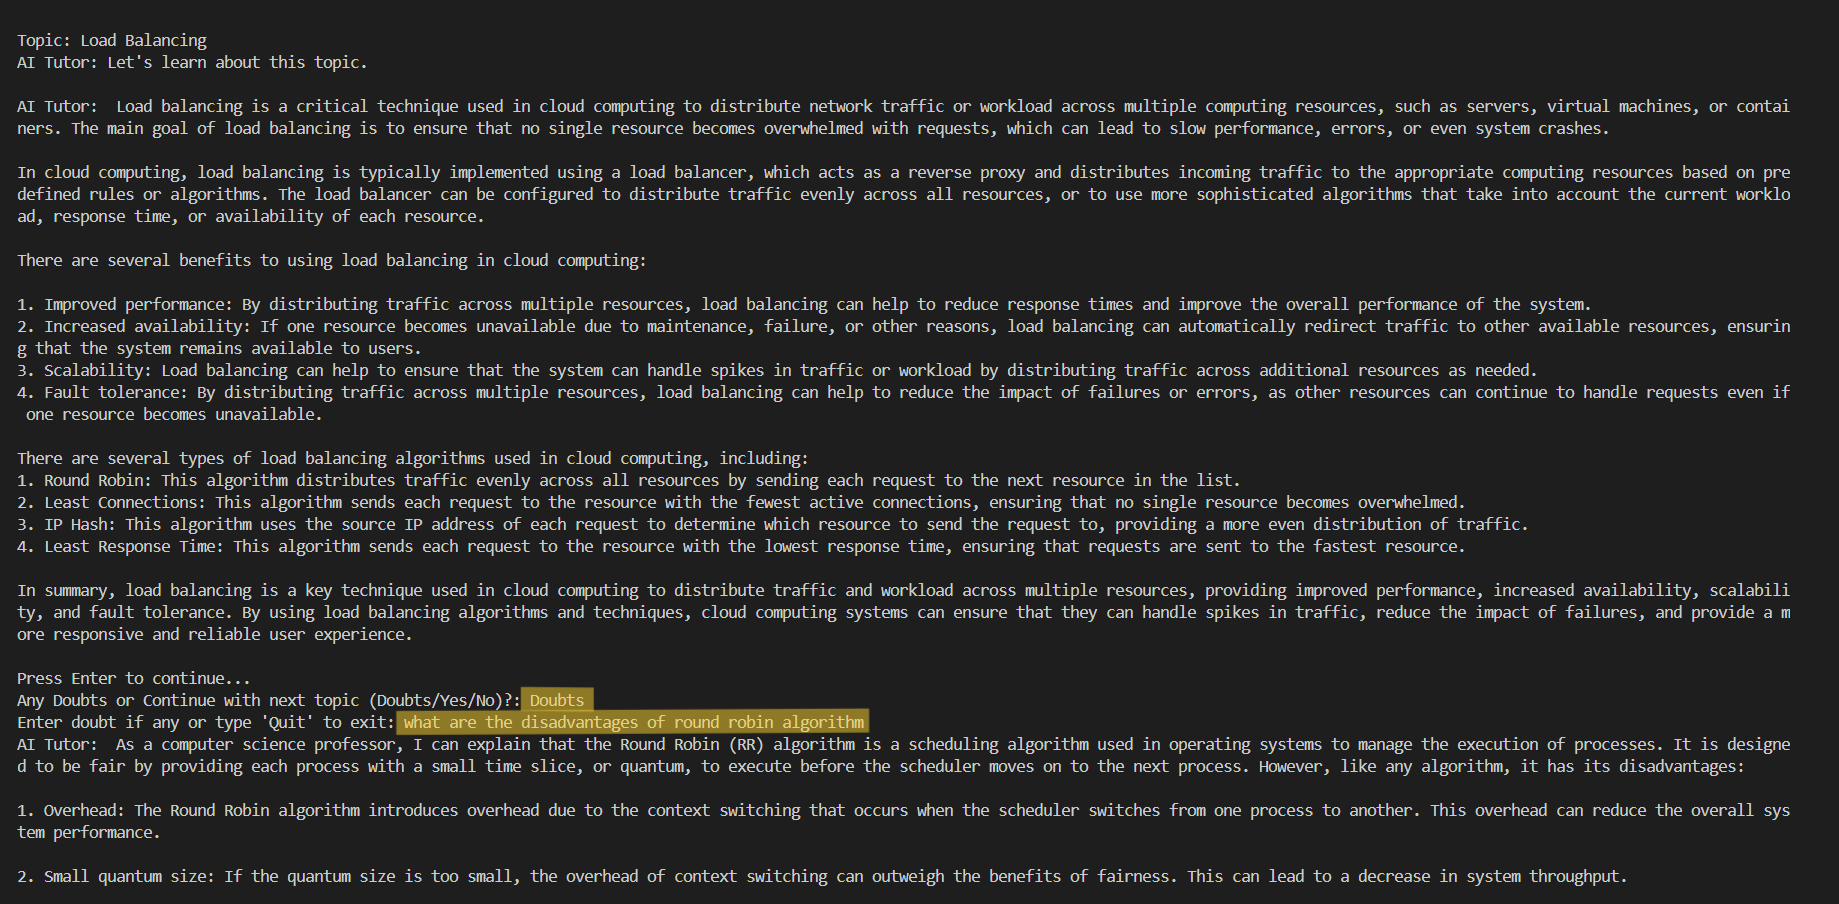 Topic: Load Balancing
AI Tutor: Let's learn about this topic.
AI Tutor:  Load balancing is a critical technique used in cloud computing to distribute network traffic or workload across multiple computing resources, such as servers, virtual machines, or contai
ners. The main goal of load balancing is to ensure that no single resource becomes overwhelmed with requests, which can lead to slow performance, errors, or even system crashes.
In cloud computing, load balancing is typically implemented using a load balancer, which acts as a reverse proxy and distributes incoming traffic to the appropriate computing resources based on pre
defined rules or algorithms. The load balancer can be configured to distribute traffic evenly across all resources, or to use more sophisticated algorithms that take into account the current worklo
ad, response time, or availability of each resource.
There are several benefits to using load balancing in cloud computing:
1. Improved performance: By distributing traffic across multiple resources, load balancing can help to reduce response times and improve the overall performance of the system.
2. Increased availability: If one resource becomes unavailable due to maintenance, failure, or other reasons, load balancing can automatically redirect traffic to other available resources, ensurin
g that the system remains available to users.
3. Scalability: Load balancing can help to ensure that the system can handle spikes in traffic or workload by distributing traffic across additional resources as needed.
4. Fault tolerance: By distributing traffic across multiple resources, load balancing can help to reduce the impact of failures or errors, as other resources can continue to handle requests even if
 one resource becomes unavailable.
There are several types of load balancing algorithms used in cloud computing, including:
1. Round Robin: This algorithm distributes traffic evenly across all resources by sending each request to the next resource in the list.
2. Least Connections: This algorithm sends each request to the resource with the fewest active connections, ensuring that no single resource becomes overwhelmed.
3. IP Hash: This algorithm uses the source IP address of each request to determine which resource to send the request to, providing a more even distribution of traffic.
4. Least Response Time: This algorithm sends each request to the resource with the lowest response time, ensuring that requests are sent to the fastest resource.
In summary, load balancing is a key technique used in cloud computing to distribute traffic and workload across multiple resources, providing improved performance, increased availability, scalabili
ty, and fault tolerance. By using load balancing algorithms and techniques, cloud computing systems can ensure that they can handle spikes in traffic, reduce the impact of failures, and provide a m
ore responsive and reliable user experience.
Press Enter to continue...
Any Doubts or Continue with next topic (Doubts/Yes/No)?: Doubts
Enter doubt if any or type 'Quit' to exit: what are the disadvantages of round robin algorithm
AI Tutor:  As a computer science professor, I can explain that the Round Robin (RR) algorithm is a scheduling algorithm used in operating systems to manage the execution of processes. It is designe
d to be fair by providing each process with a small time slice, or quantum, to execute before the scheduler moves on to the next process. However, like any algorithm, it has its disadvantages:
1. Overhead: The Round Robin algorithm introduces overhead due to the context switching that occurs when the scheduler switches from one process to another. This overhead can reduce the overall sys
tem performance.
2. Small quantum size: If the quantum size is too small, the overhead of context switching can outweigh the benefits of fairness. This can lead to a decrease in system throughput.